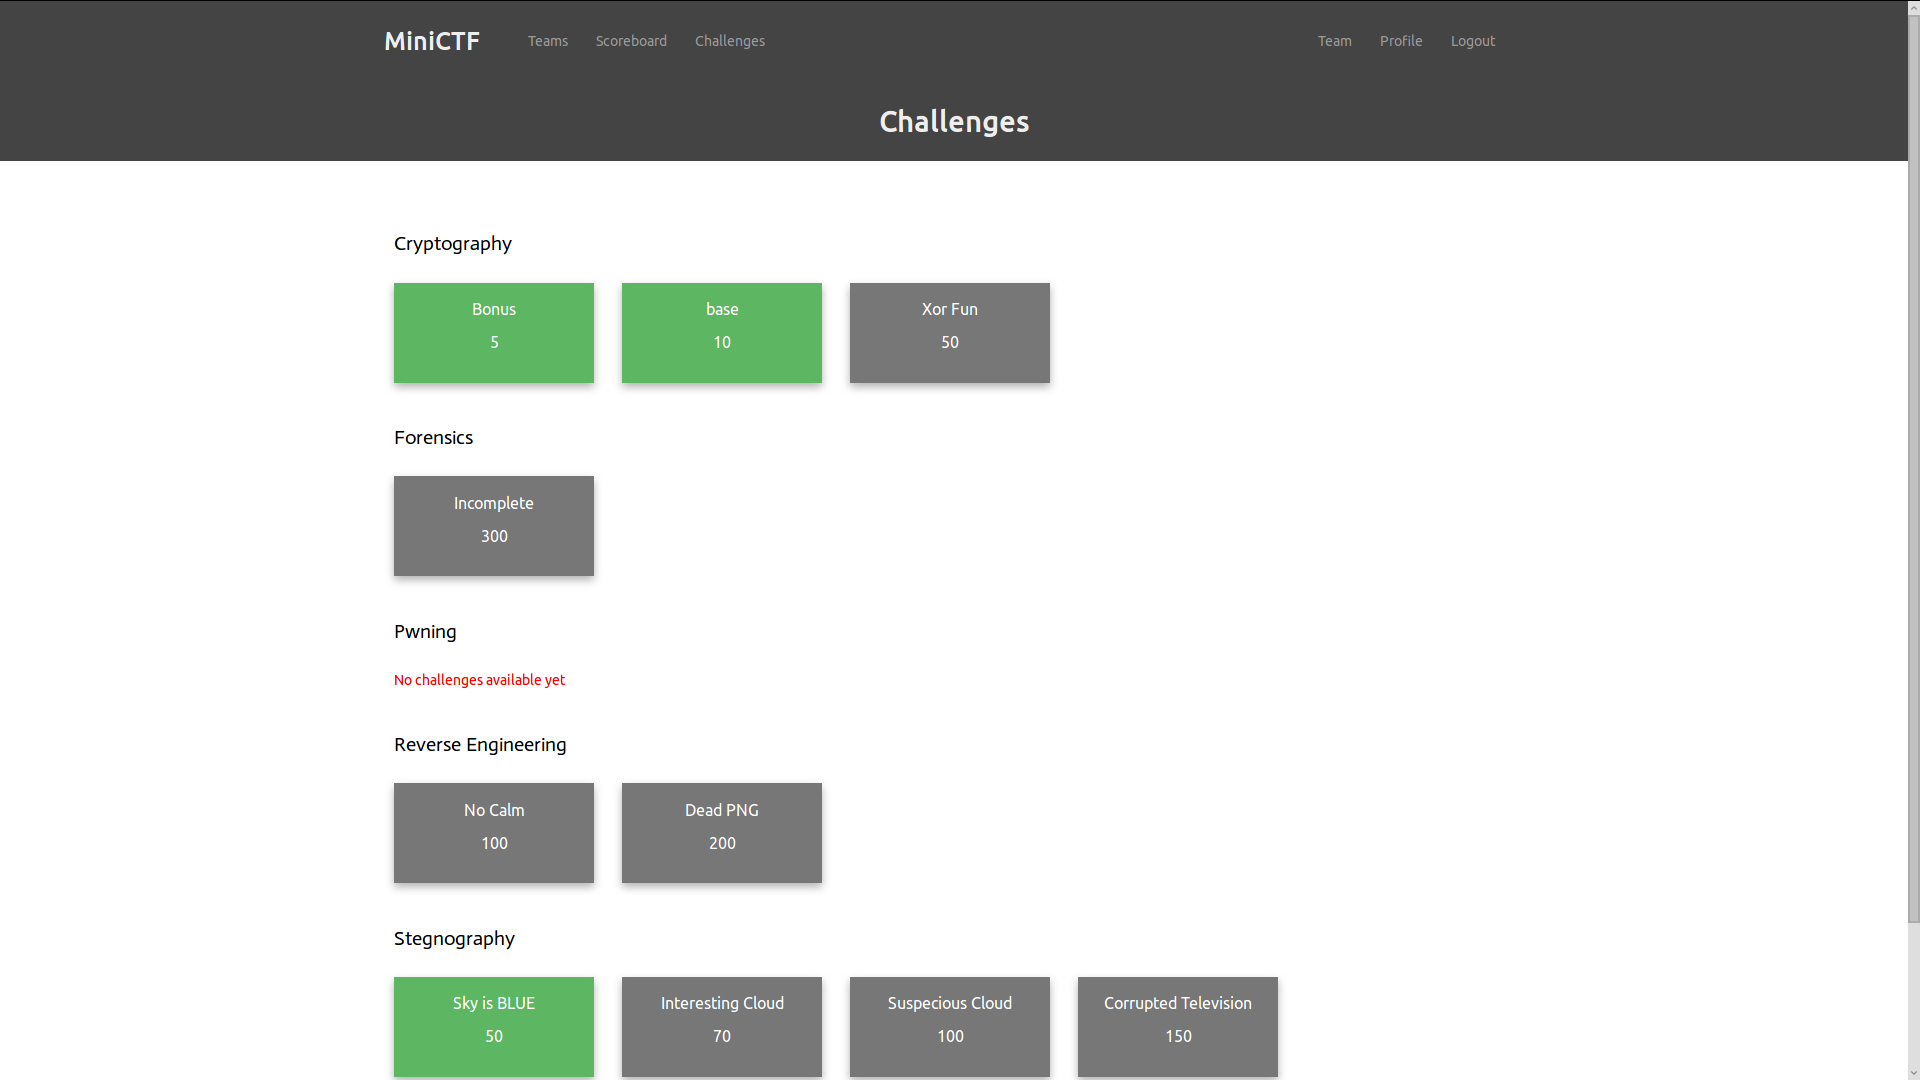 MiniCTF Teams Scoreboard Challenges Team Profile Logout
Challenges
Cryptography
Bonus base Xor Fun
5 10 50
Forensics
Incomplete
300
Pwning
No challenges available yet
Reverse Engineering
No Calm Dead PNG
100 200
Stegnography
Sky is BLUE Interesting Cloud Suspecious Cloud Corrupted Television
50 70 100 150